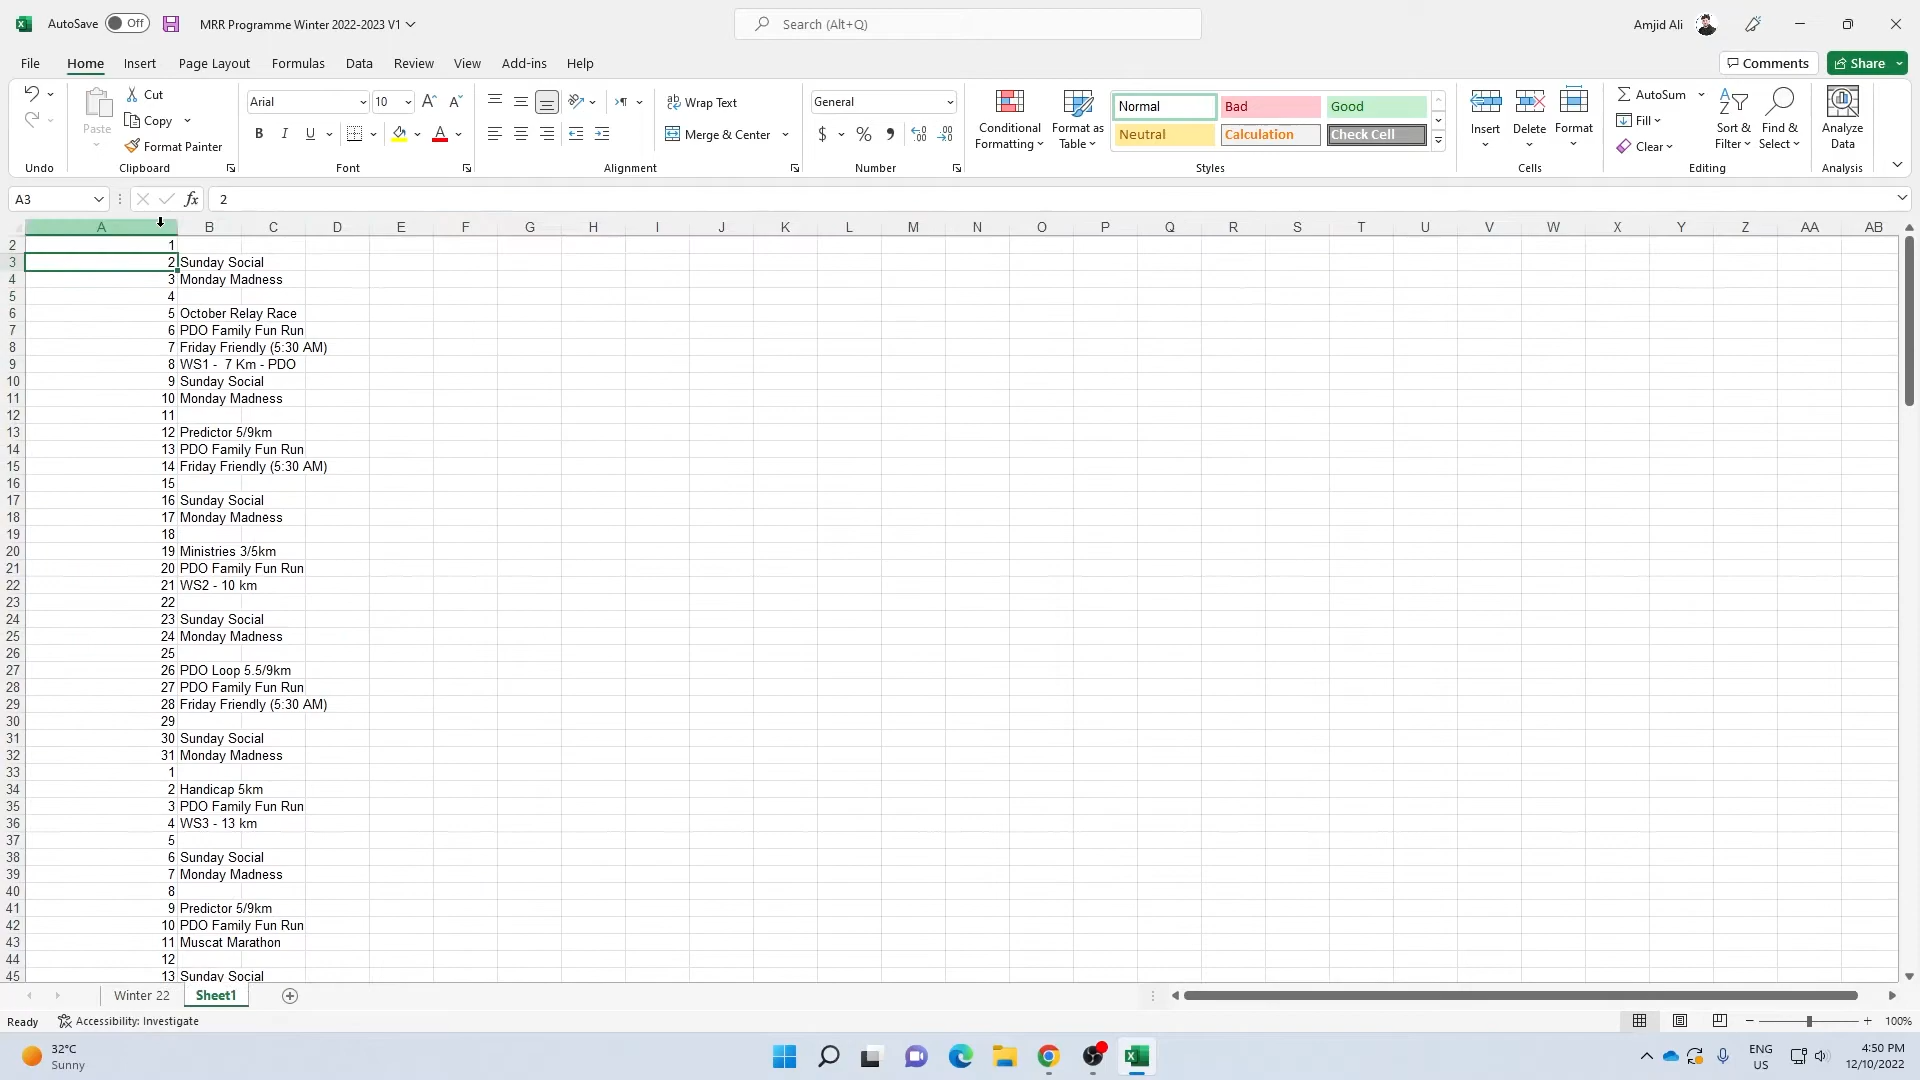 AutoSave Off MRR Programme Winter 2022-2023 V1 Search (Alt+Q) Amjid Ali
File Home Insert Page Layout Formulas Data Review View Add-ins Help Comments Share
Paste Cut Copy Format Painter
Arial 10 B I U A
Wrap Text Merge & Center
General $ % 9
Conditional Formatting Format as Table
Normal Bad Good
Neutral Calculation Check Cell
Insert Delete Format
AutoSum Fill Clear Sort & Filter Find & Select
Analyze Data
Undo Clipboard Font Alignment Number Styles Cells Editing Analysis
A3 fx 2
A B C D E F G H I J K L M N O P Q R S T U V W X Y Z AA AB
2 1
3 2 Sunday Social
4 3 Monday Madness
5 4
6 5 October Relay Race
7 6 PDO Family Fun Run
8 7 Friday Friendly (5:30 AM)
9 8 WS1 - 7 Km - PDO
10 9 Sunday Social
11 10 Monday Madness
12 11
13 12 Predictor 5/9km
14 13 PDO Family Fun Run
15 14 Friday Friendly (5:30 AM)
16 15
17 16 Sunday Social
18 17 Monday Madness
19 18
20 19 Ministries 3/5km
21 20 PDO Family Fun Run
22 21 WS2 - 10 km
23 22
24 23 Sunday Social
25 24 Monday Madness
26 25
27 26 PDO Loop 5.5/9km
28 27 PDO Family Fun Run
29 28 Friday Friendly (5:30 AM)
30 29
31 30 Sunday Social
32 31 Monday Madness
33 1
34 2 Handicap 5km
35 3 PDO Family Fun Run
36 4 WS3 - 13 km
37 5
38 6 Sunday Social
39 7 Monday Madness
40 8
41 9 Predictor 5/9km
42 10 PDO Family Fun Run
43 11 Muscat Marathon
44 12
45 13 Sunday Social
Winter 22 Sheet1
Ready Accessibility: Investigate 100%
32°C
Sunny
ENG
US
4:50 PM
12/10/2022